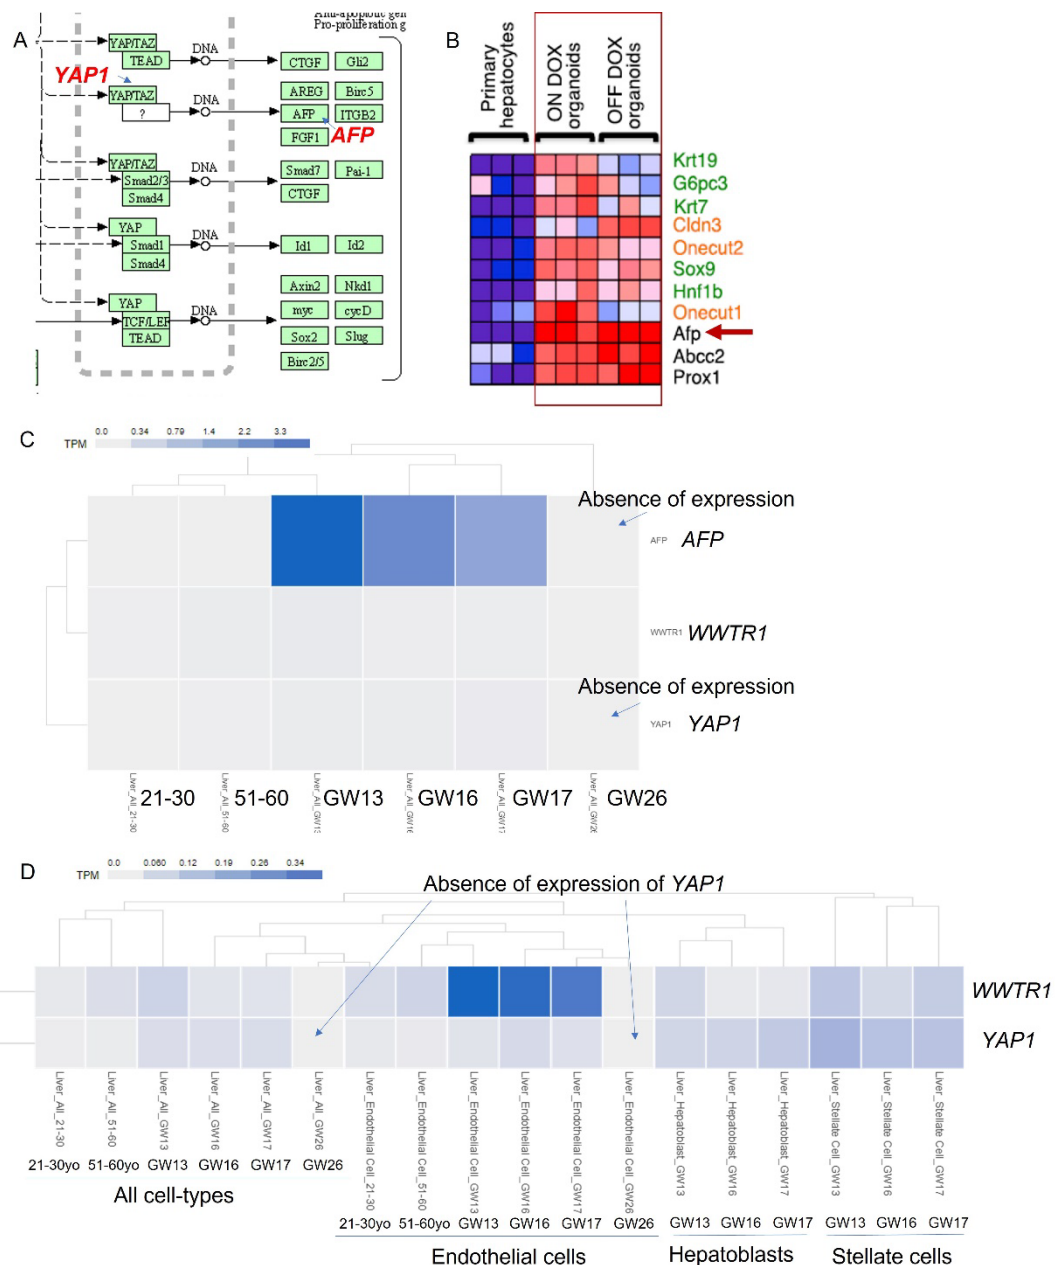 A
Pro-proliferation g
YAP/TAZ
TEAD
DNA
CTGF
Gli2
YAP1
YAP/TAZ
?
DNA
AREG
Birc5
AFP
ITGB2
FGF1
AFP
YAP/TAZ
Smad2/3
Smad4
DNA
Smad7
Pai-1
CTGF
YAP
Smad1
Smad4
DNA
Id1
Id2
YAP
TCF/LEF
TEAD
DNA
Axin2
Nkd1
myc
cycD
Sox2
Slug
Birc2/5
B
Primary hepatocytes
ON DOX organoids
OFF DOX organoids
Krt19
G6pc3
Krt7
Cldn3
Onecut2
Sox9
Hnf1b
Onecut1
Afp
Abcc2
Prox1
C
TPM
0.0 0.34 0.79 1.4 2.2 3.3
Absence of expression
AFP AFP
WWTR1 WWTR1
Absence of expression
YAP1 YAP1
Liver_All_21-30
21-30
Liver_All_51-60
51-60
Liver_All_GW13
GW13
Liver_All_GW16
GW16
Liver_All_GW17
GW17
Liver_All_GW26
GW26
D
TPM
0.0 0.060 0.12 0.19 0.26 0.34
Absence of expression of YAP1
WWTR1
YAP1
Liver_All_21-30
Liver_All_51-60
Liver_All_GW13
Liver_All_GW16
Liver_All_GW17
Liver_All_GW26
Liver_Endothelial Cell_21-30
Liver_Endothelial Cell_51-60
Liver_Endothelial Cell_GW13
Liver_Endothelial Cell_GW16
Liver_Endothelial Cell_GW17
Liver_Endothelial Cell_GW26
Liver_Hepatoblast_GW13
Liver_Hepatoblast_GW16
Liver_Hepatoblast_GW17
Liver_Stellate Cell_GW13
Liver_Stellate Cell_GW16
Liver_Stellate Cell_GW17
21-30yo 51-60yo GW13 GW16 GW17 GW26
All cell-types
21-30yo 51-60yo GW13 GW16 GW17 GW26
Endothelial cells
GW13 GW16 GW17
Hepatoblasts
GW13 GW16 GW17
Stellate cells